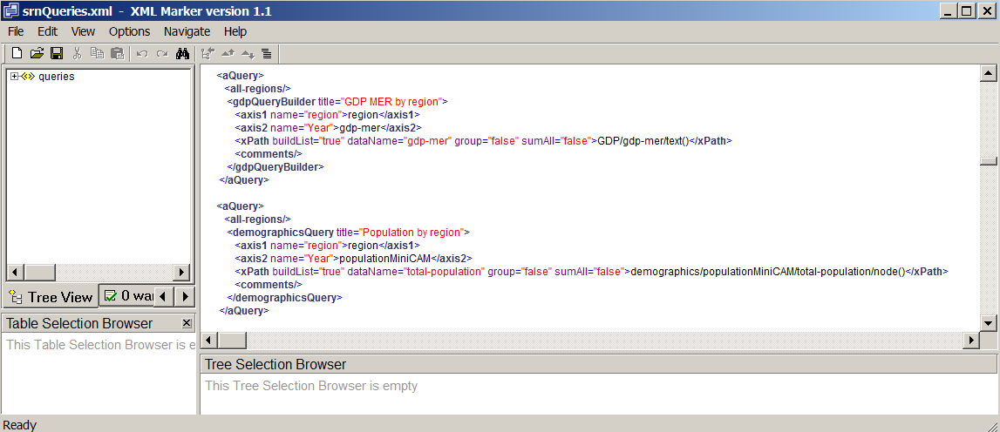 srnQueries.xml - XML Marker version 1.1
File Edit View Options Navigate Help
queries
Tree View 0 wa
Table Selection Browser
This Table Selection Browser is e
<aQuery>
<all-regions/>
<gdpQueryBuilder title="GDP MER by region">
<axis1 name="region">region</axis1>
<axis2 name="Year">gdp-mer</axis2>
<xPath buildList="true" dataName="gdp-mer" group="false" sumAll="false">GDP/gdp-mer/text()</xPath>
<comments/>
</gdpQueryBuilder>
</aQuery>
<aQuery>
<all-regions/>
<demographicsQuery title="Population by region">
<axis1 name="region">region</axis1>
<axis2 name="Year">populationMiniCAM</axis2>
<xPath buildList="true" dataName="total-population" group="false" sumAll="false">demographics/populationMiniCAM/total-population/node()</xPath>
<comments/>
</demographicsQuery>
</aQuery>
Tree Selection Browser
This Tree Selection Browser is empty
Ready